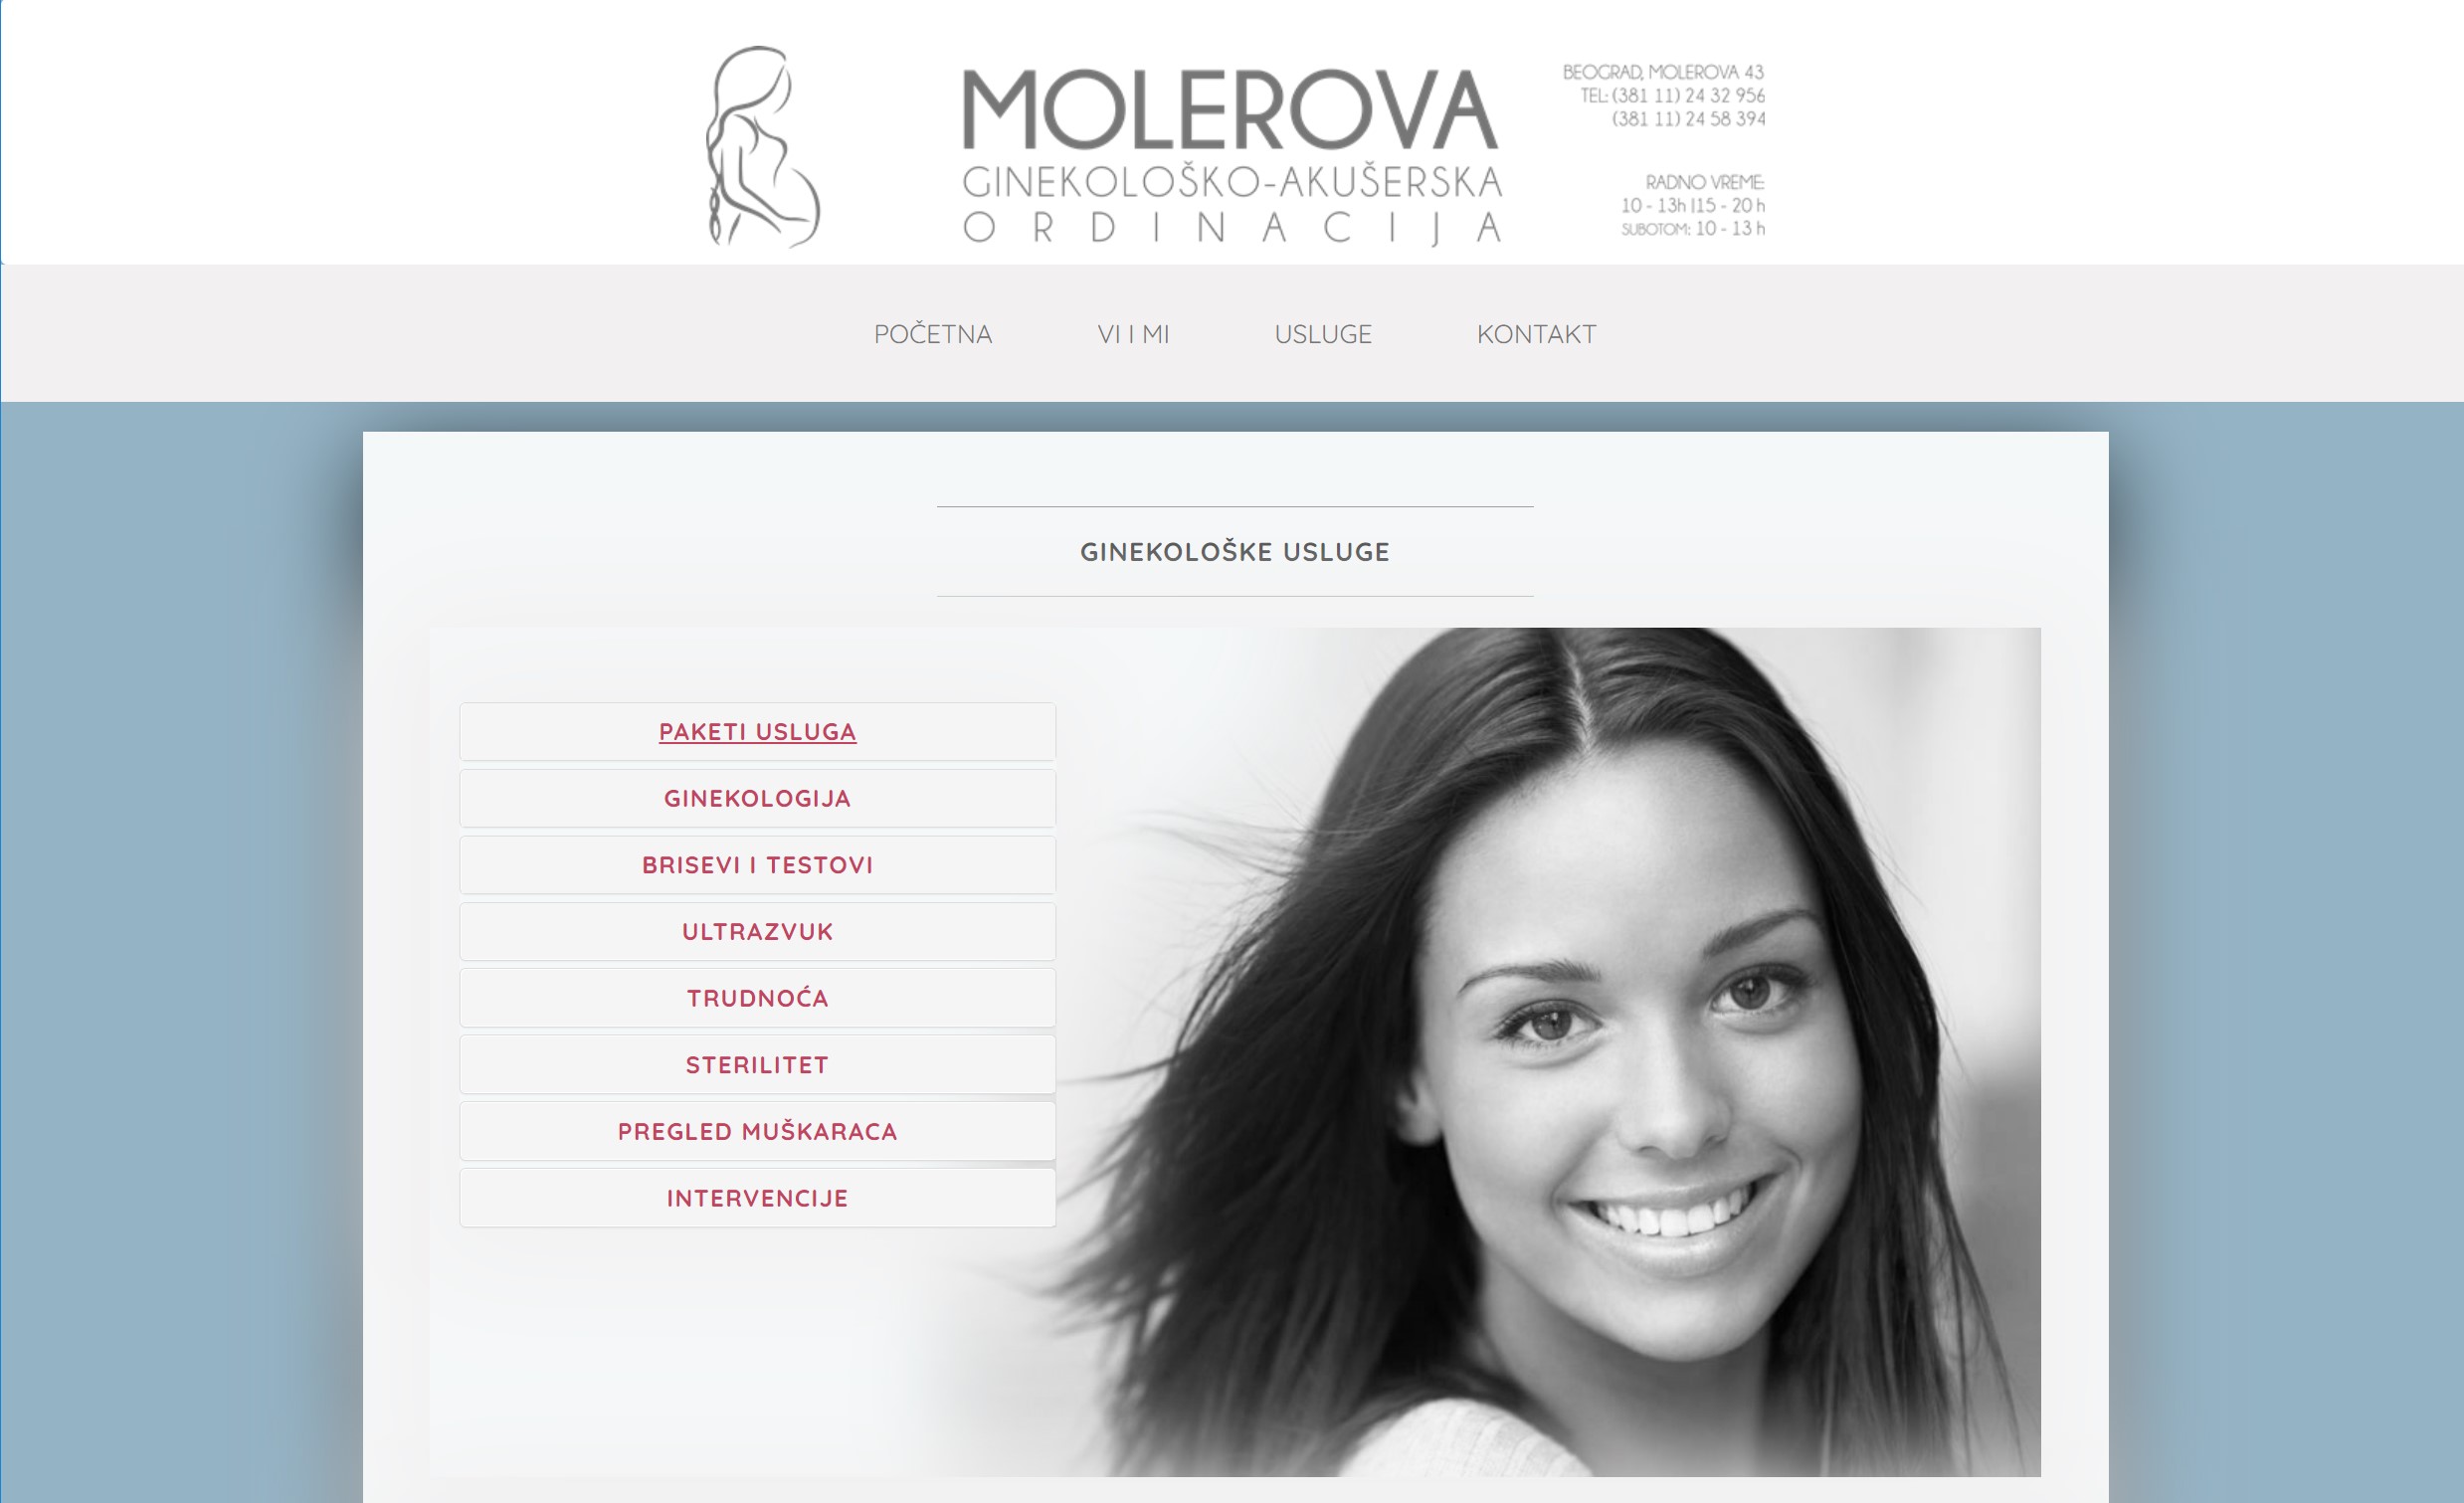 MOLEROVA
GINEKOLOŠKO-AKUŠERSKA
ORDINACIJA
BEOGRAD, MOLEROVA 43
TEL: (381 11) 24 32 956
(381 11) 24 58 394
RADNO VREME:
10 - 13h |15 - 20 h
SUBOTOM: 10 - 13 h
POČETNA VI I MI USLUGE KONTAKT
GINEKOLOŠKE USLUGE
PAKETI USLUGA
GINEKOLOGIJA
BRISEVI I TESTOVI
ULTRAZVUK
TRUDNOĆA
STERILITET
PREGLED MUŠKARACA
INTERVENCIJE